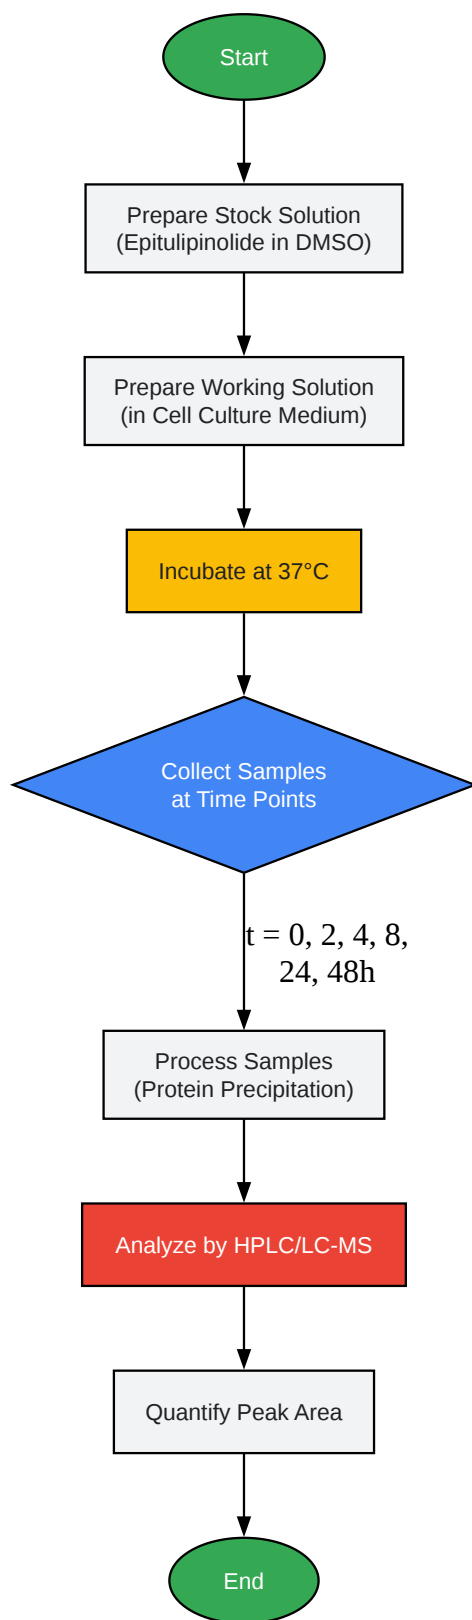 Start
Prepare Stock Solution
(Epitulipinolide in DMSO)
Prepare Working Solution
(in Cell Culture Medium)
Incubate at 37°C
Collect Samples
at Time Points
t = 0, 2, 4, 8,
24, 48h
Process Samples
(Protein Precipitation)
Analyze by HPLC/LC-MS
Quantify Peak Area
End